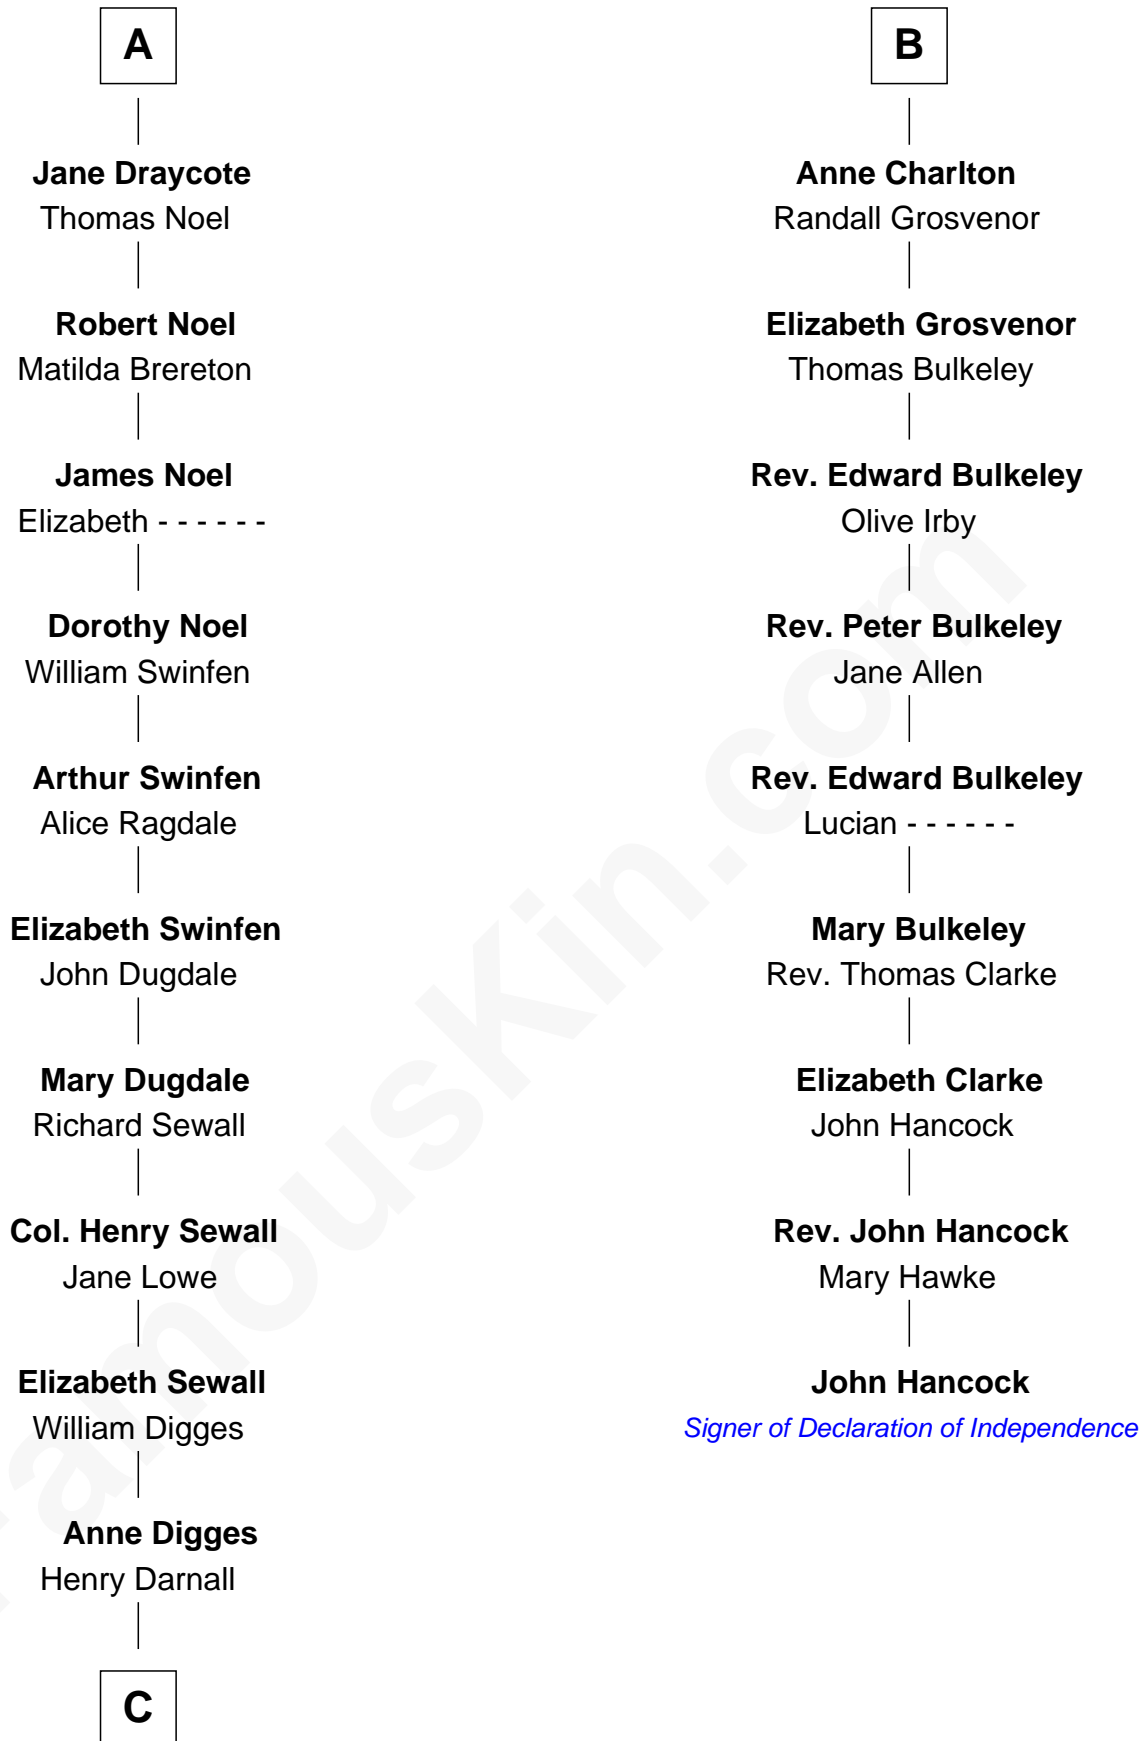 A
Jane Draycote
Thomas Noel
Robert Noel
Matilda Brereton
James Noel
Elizabeth - - - - - -
Dorothy Noel
William Swinfen
Arthur Swinfen
Alice Ragdale
Elizabeth Swinfen
John Dugdale
Mary Dugdale
Richard Sewall
Col. Henry Sewall
Jane Lowe
Elizabeth Sewall
William Digges
Anne Digges
Henry Darnall
C
B
Anne Charlton
Randall Grosvenor
Elizabeth Grosvenor
Thomas Bulkeley
Rev. Edward Bulkeley
Olive Irby
Rev. Peter Bulkeley
Jane Allen
Rev. Edward Bulkeley
Lucian - - - - - -
Mary Bulkeley
Rev. Thomas Clarke
Elizabeth Clarke
John Hancock
Rev. John Hancock
Mary Hawke
John Hancock
Signer of Declaration of Independence
FamousKin.com